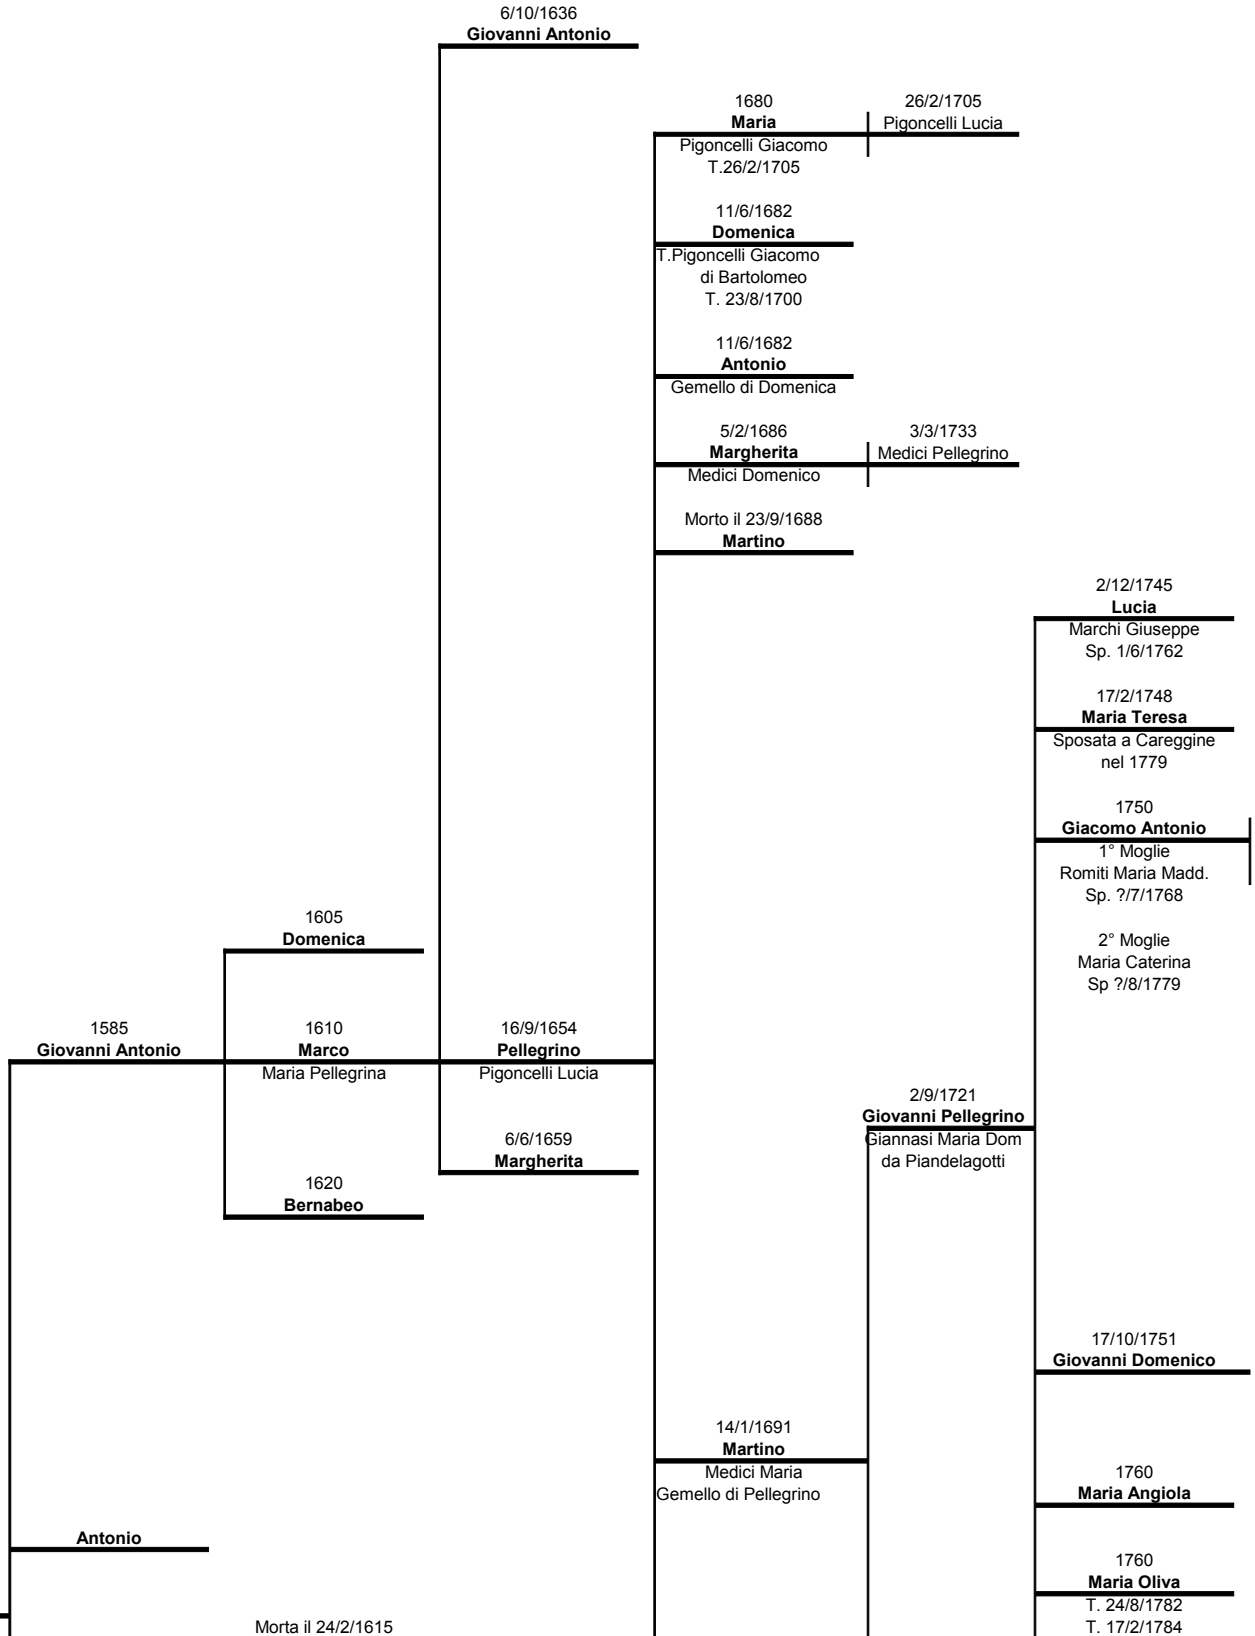 6/10/1636
Giovanni Antonio
1680
Maria
Pigoncelli Giacomo
T.26/2/1705
26/2/1705
Pigoncelli Lucia
11/6/1682
Domenica
T.Pigoncelli Giacomo
di Bartolomeo
T. 23/8/1700
11/6/1682
Antonio
Gemello di Domenica
5/2/1686
Margherita
Medici Domenico
3/3/1733
Medici Pellegrino
Morto il 23/9/1688
Martino
2/12/1745
Lucia
Marchi Giuseppe
Sp. 1/6/1762
17/2/1748
Maria Teresa
Sposata a Careggine
nel 1779
1750
Giacomo Antonio
1° Moglie
Romiti Maria Madd.
Sp. ?/7/1768
2° Moglie
Maria Caterina
Sp ?/8/1779
1605
Domenica
1585
Giovanni Antonio
1610
Marco
Maria Pellegrina
16/9/1654
Pellegrino
Pigoncelli Lucia
2/9/1721
Giovanni Pellegrino
Giannasi Maria Dom
da Piandelagotti
6/6/1659
Margherita
1620
Bernabeo
17/10/1751
Giovanni Domenico
14/1/1691
Martino
Medici Maria
Gemello di Pellegrino
1760
Maria Angiola
Antonio
1760
Maria Oliva
T. 24/8/1782
T. 17/2/1784
Morta il 24/2/1615